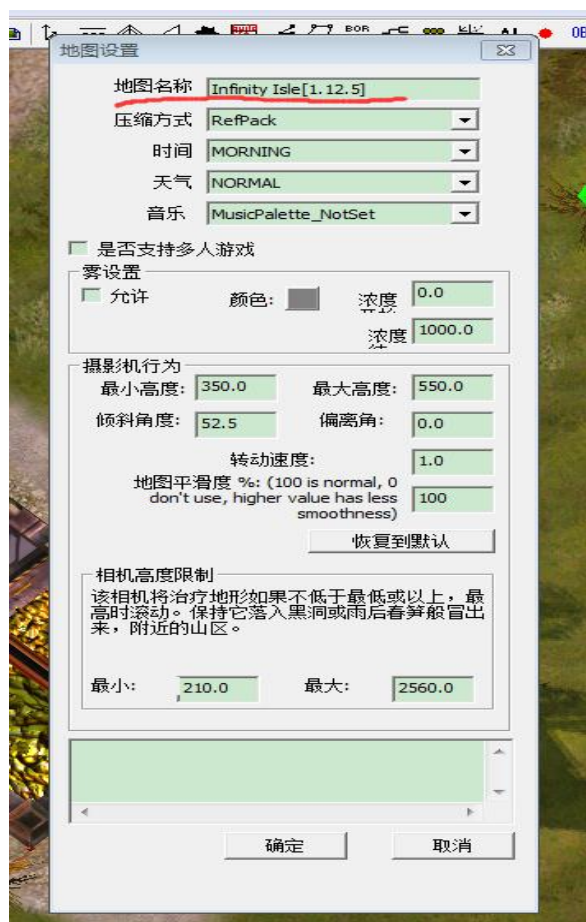 BOR
OB
地图设置
地图名称 Infinity Isle[1.12.5]
压缩方式 RefPack
时间 MORNING
天气 NORMAL
音乐 MusicPalette_NotSet
是否支持多人游戏
雾设置
允许 颜色: 浓度 0.0
浓度 1000.0
摄影机行为
最小高度: 350.0 最大高度: 550.0
倾斜角度: 52.5 偏离角: 0.0
转动速度: 1.0
地图平滑度 %: (100 is normal, 0
don't use, higher value has less 100
smoothness)
恢复到默认
相机高度限制
该相机将治疗地形如果不低于最低或以上，最
高时滚动。保持它落入黑洞或雨后春笋般冒出
来，附近的山区。
最小: 210.0 最大: 2560.0
确定 取消